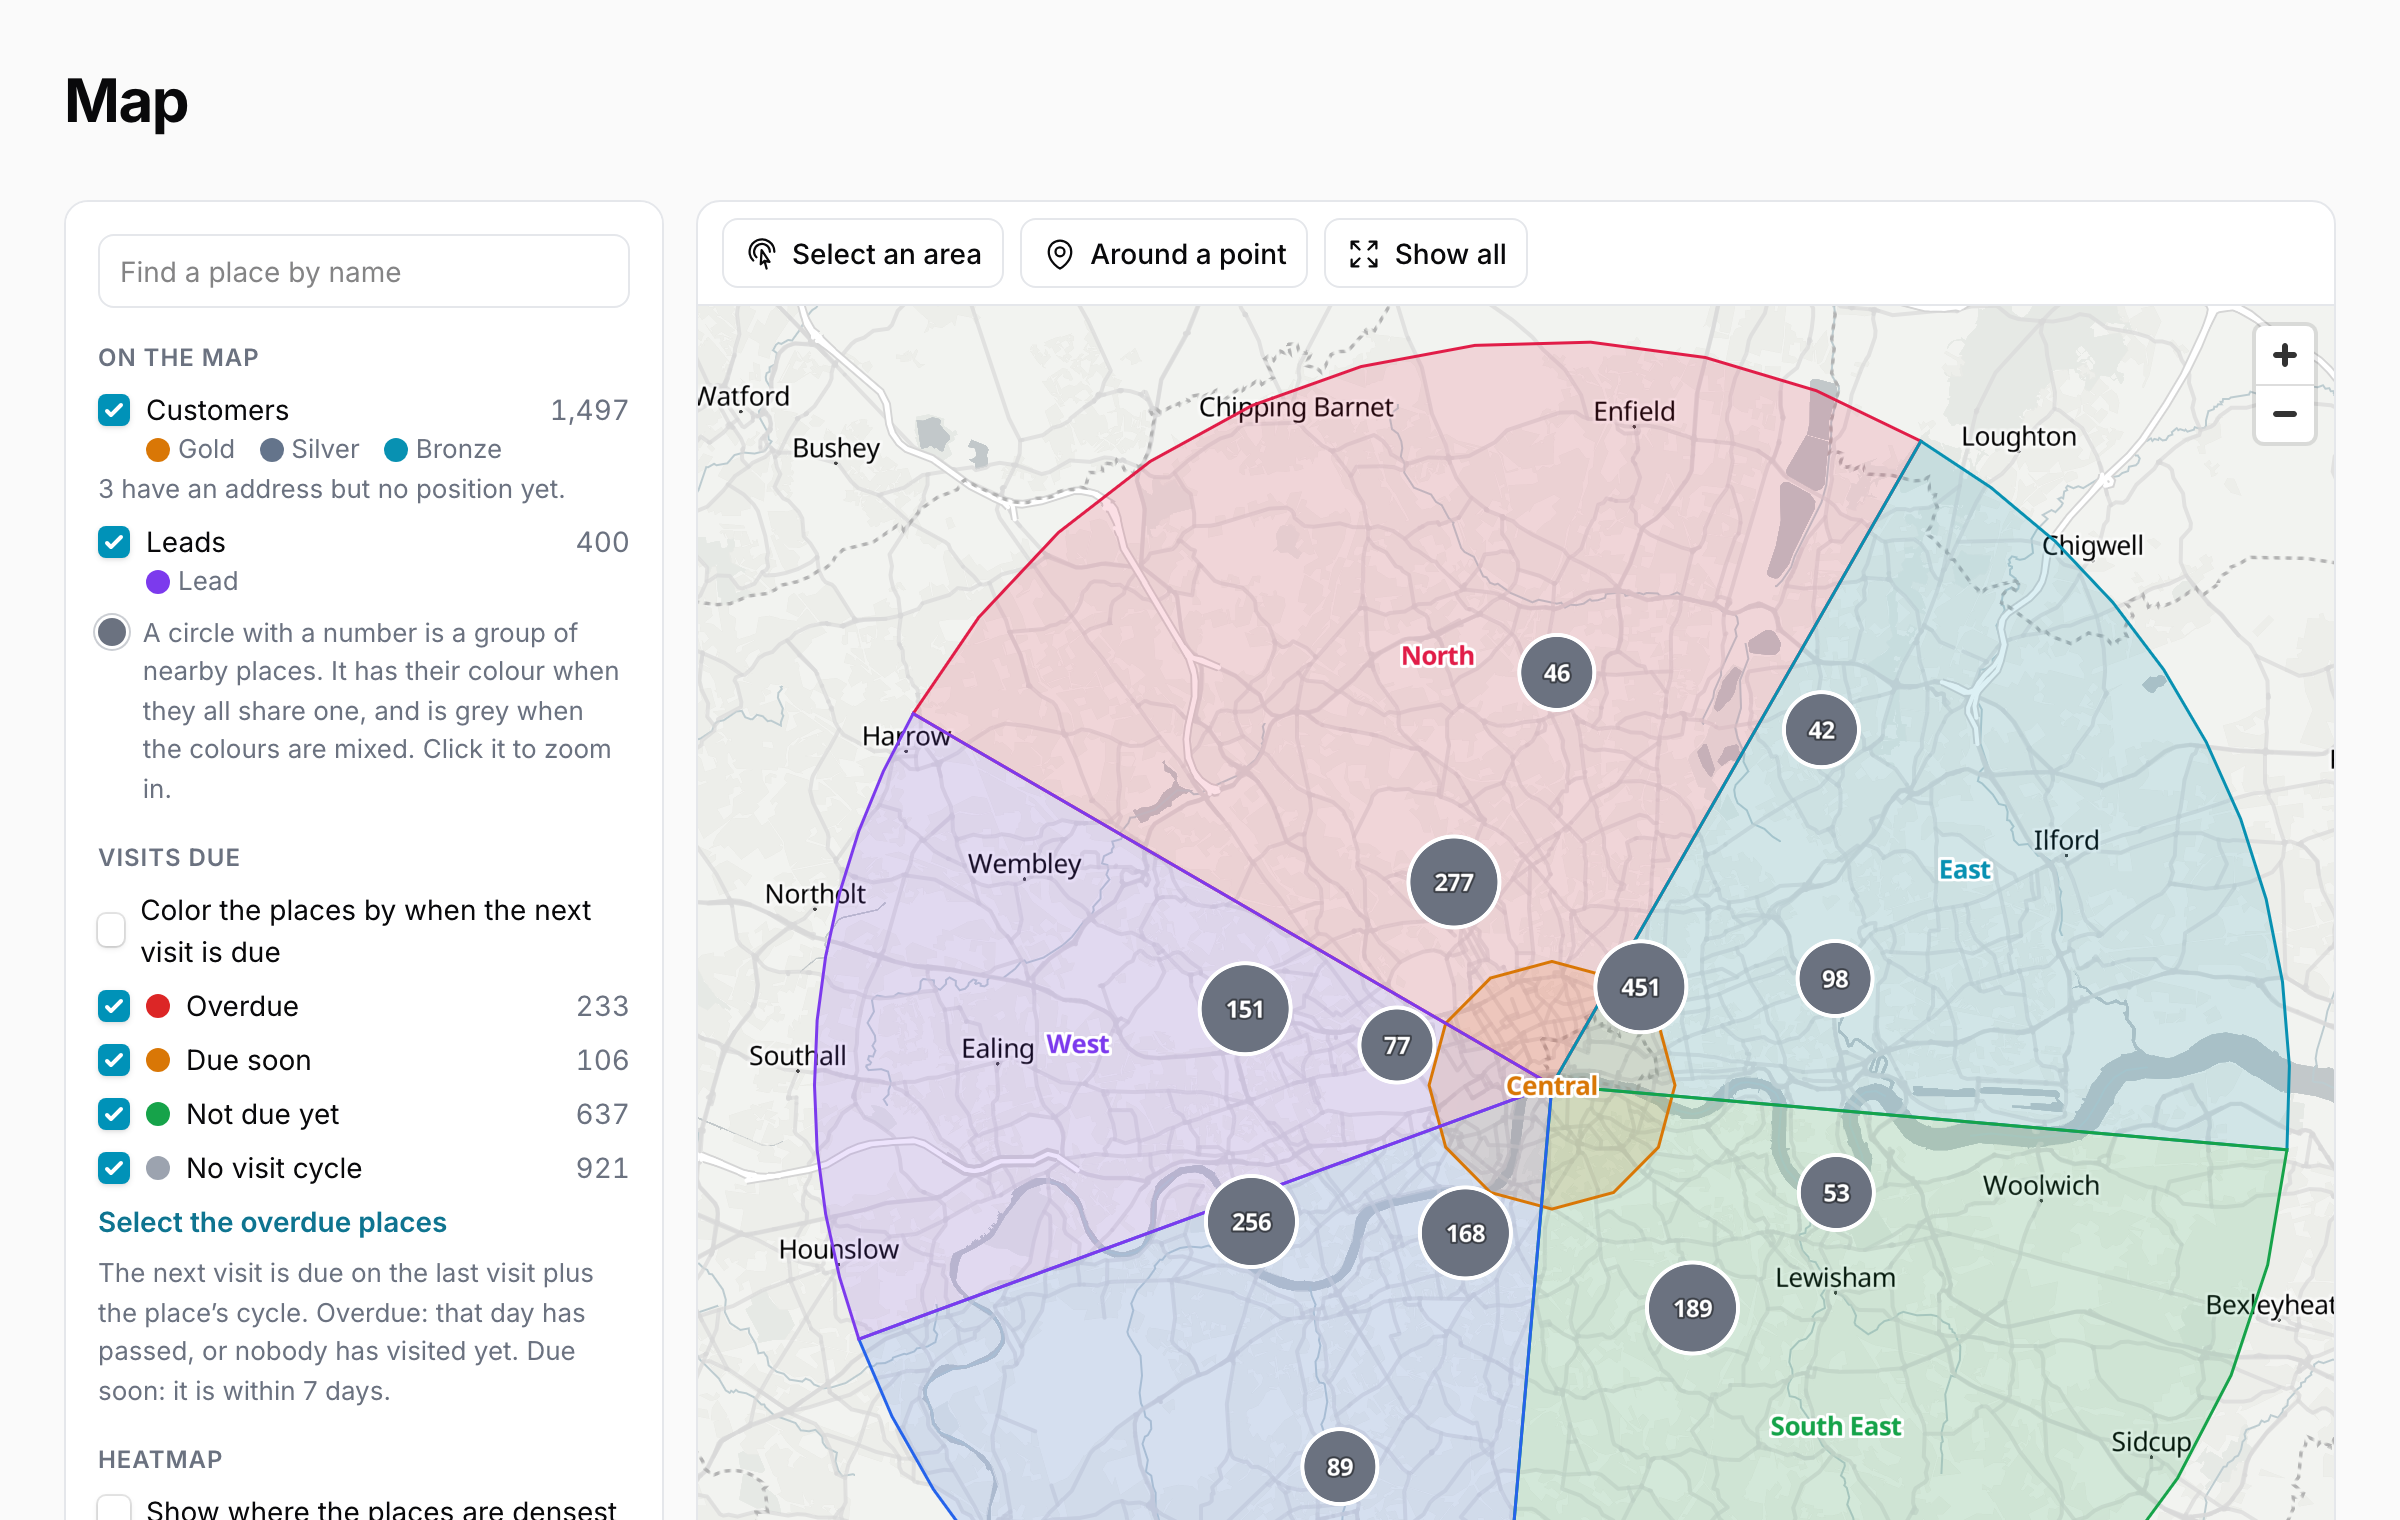 Map
Find a place by name
ON THE MAP
Customers 1,497
Gold Silver Bronze
3 have an address but no position yet.
Leads 400
Lead
A circle with a number is a group of
nearby places. It has their colour when
they all share one, and is grey when
the colours are mixed. Click it to zoom
in.
VISITS DUE
Color the places by when the next
visit is due
Overdue 233
Due soon 106
Not due yet 637
No visit cycle 921
Select the overdue places
The next visit is due on the last visit plus
the place’s cycle. Overdue: that day has
passed, or nobody has visited yet. Due
soon: it is within 7 days.
HEATMAP
Show where the places are densest
Select an area Around a point Show all
+
−
Watford
Chipping Barnet
Enfield
Bushey
Loughton
Chigwell
North
46
42
Harrow
Ilford
Wembley
East
277
Northolt
98
451
151
77
Ealing West
Southall
Central
Woolwich
53
256
168
Hounslow
Lewisham
189
Bexleyheat
South East
Sidcup
89